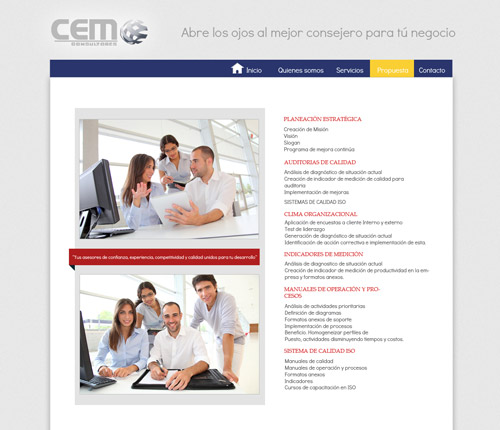 CEM
CONSULTORES
Abre los ojos al mejor consejero para tú negocio
Inicio Quienes somos Servicios Propuesta Contacto
PLANEACIÓN ESTRATÉGICA
Creación de Misión
Visión
Slogan
Programa de mejora continúa
AUDITORIAS DE CALIDAD
Análisis de diagnóstico de situación actual
Creación de indicador de medición de calidad para
auditoria
Implementación de mejoras
SISTEMAS DE CALIDAD ISO
CLIMA ORGANIZACIONAL
Aplicación de encuestas a cliente Interno y externo
Test de liderazgo
Generación de diagnóstico de situación actual
Identificación de acción correctiva e implementación de esta.
"Tus asesores de confianza, experiencia, competitividad y calidad unidos para tu desarrollo"
INDICADORES DE MEDICIÓN
Análisis de diagnostico de situación actual
Creación de indicador de medición de productividad en la em-
presa y formatos anexos.
MANUALES DE OPERACIÓN Y PRO-
CESOS
Análisis de actividades prioritarias
Definición de diagramas
Formatos anexos de soporte
Implementación de procesos
Beneficio. Homogeneizar perfiles de
Puesto, actividades disminuyendo tiempos y costos.
SISTEMA DE CALIDAD ISO
Manuales de calidad
Manuales de operación y procesos
Formatos anexos
Indicadores
Cursos de capacitación en ISO